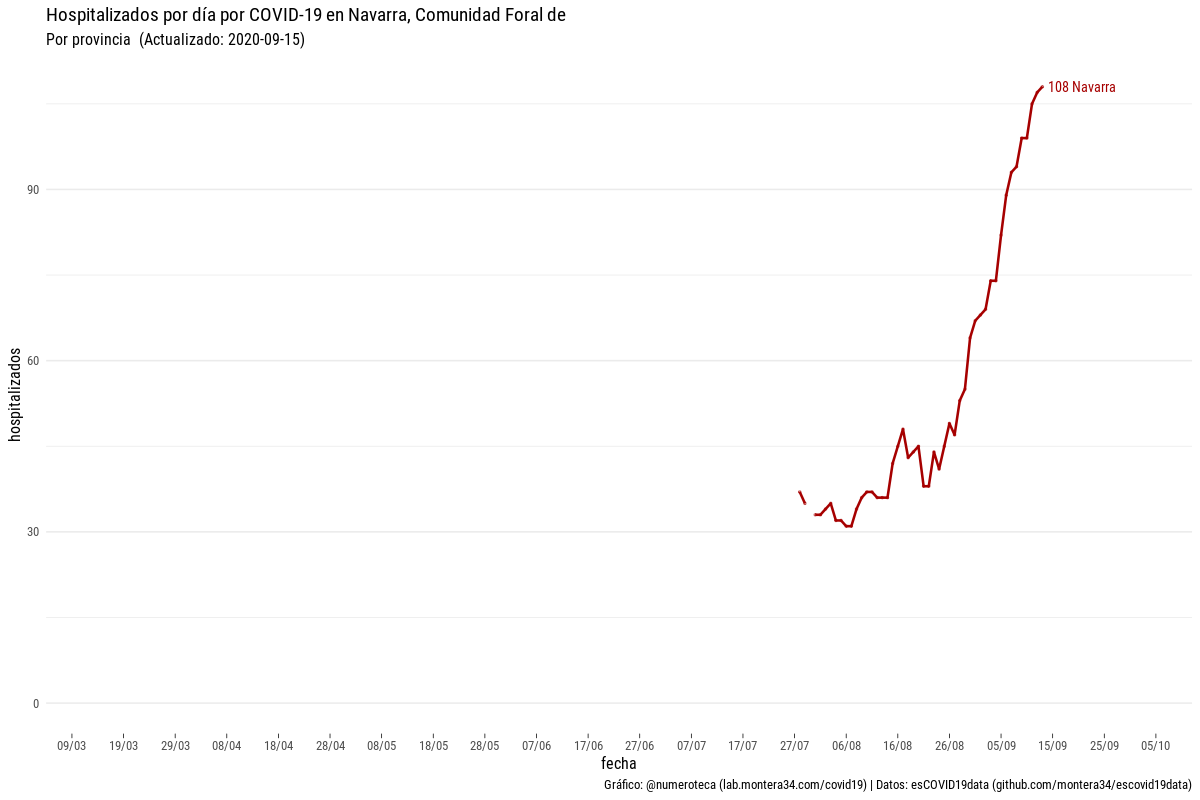 Hospitalizados por día por COVID-19 en Navarra, Comunidad Foral de
Por provincia (Actualizado: 2020-09-15)
108 Navarra
90
60
30
0
hospitalizados
09/03 19/03 29/03 08/04 18/04 28/04 08/05 18/05 28/05 07/06 17/06 27/06 07/07 17/07 27/07 06/08 16/08 26/08 05/09 15/09 25/09 05/10
fecha
Gráfico: @numeroteca (lab.montera34.com/covid19) | Datos: esCOVID19data (github.com/montera34/escovid19data)